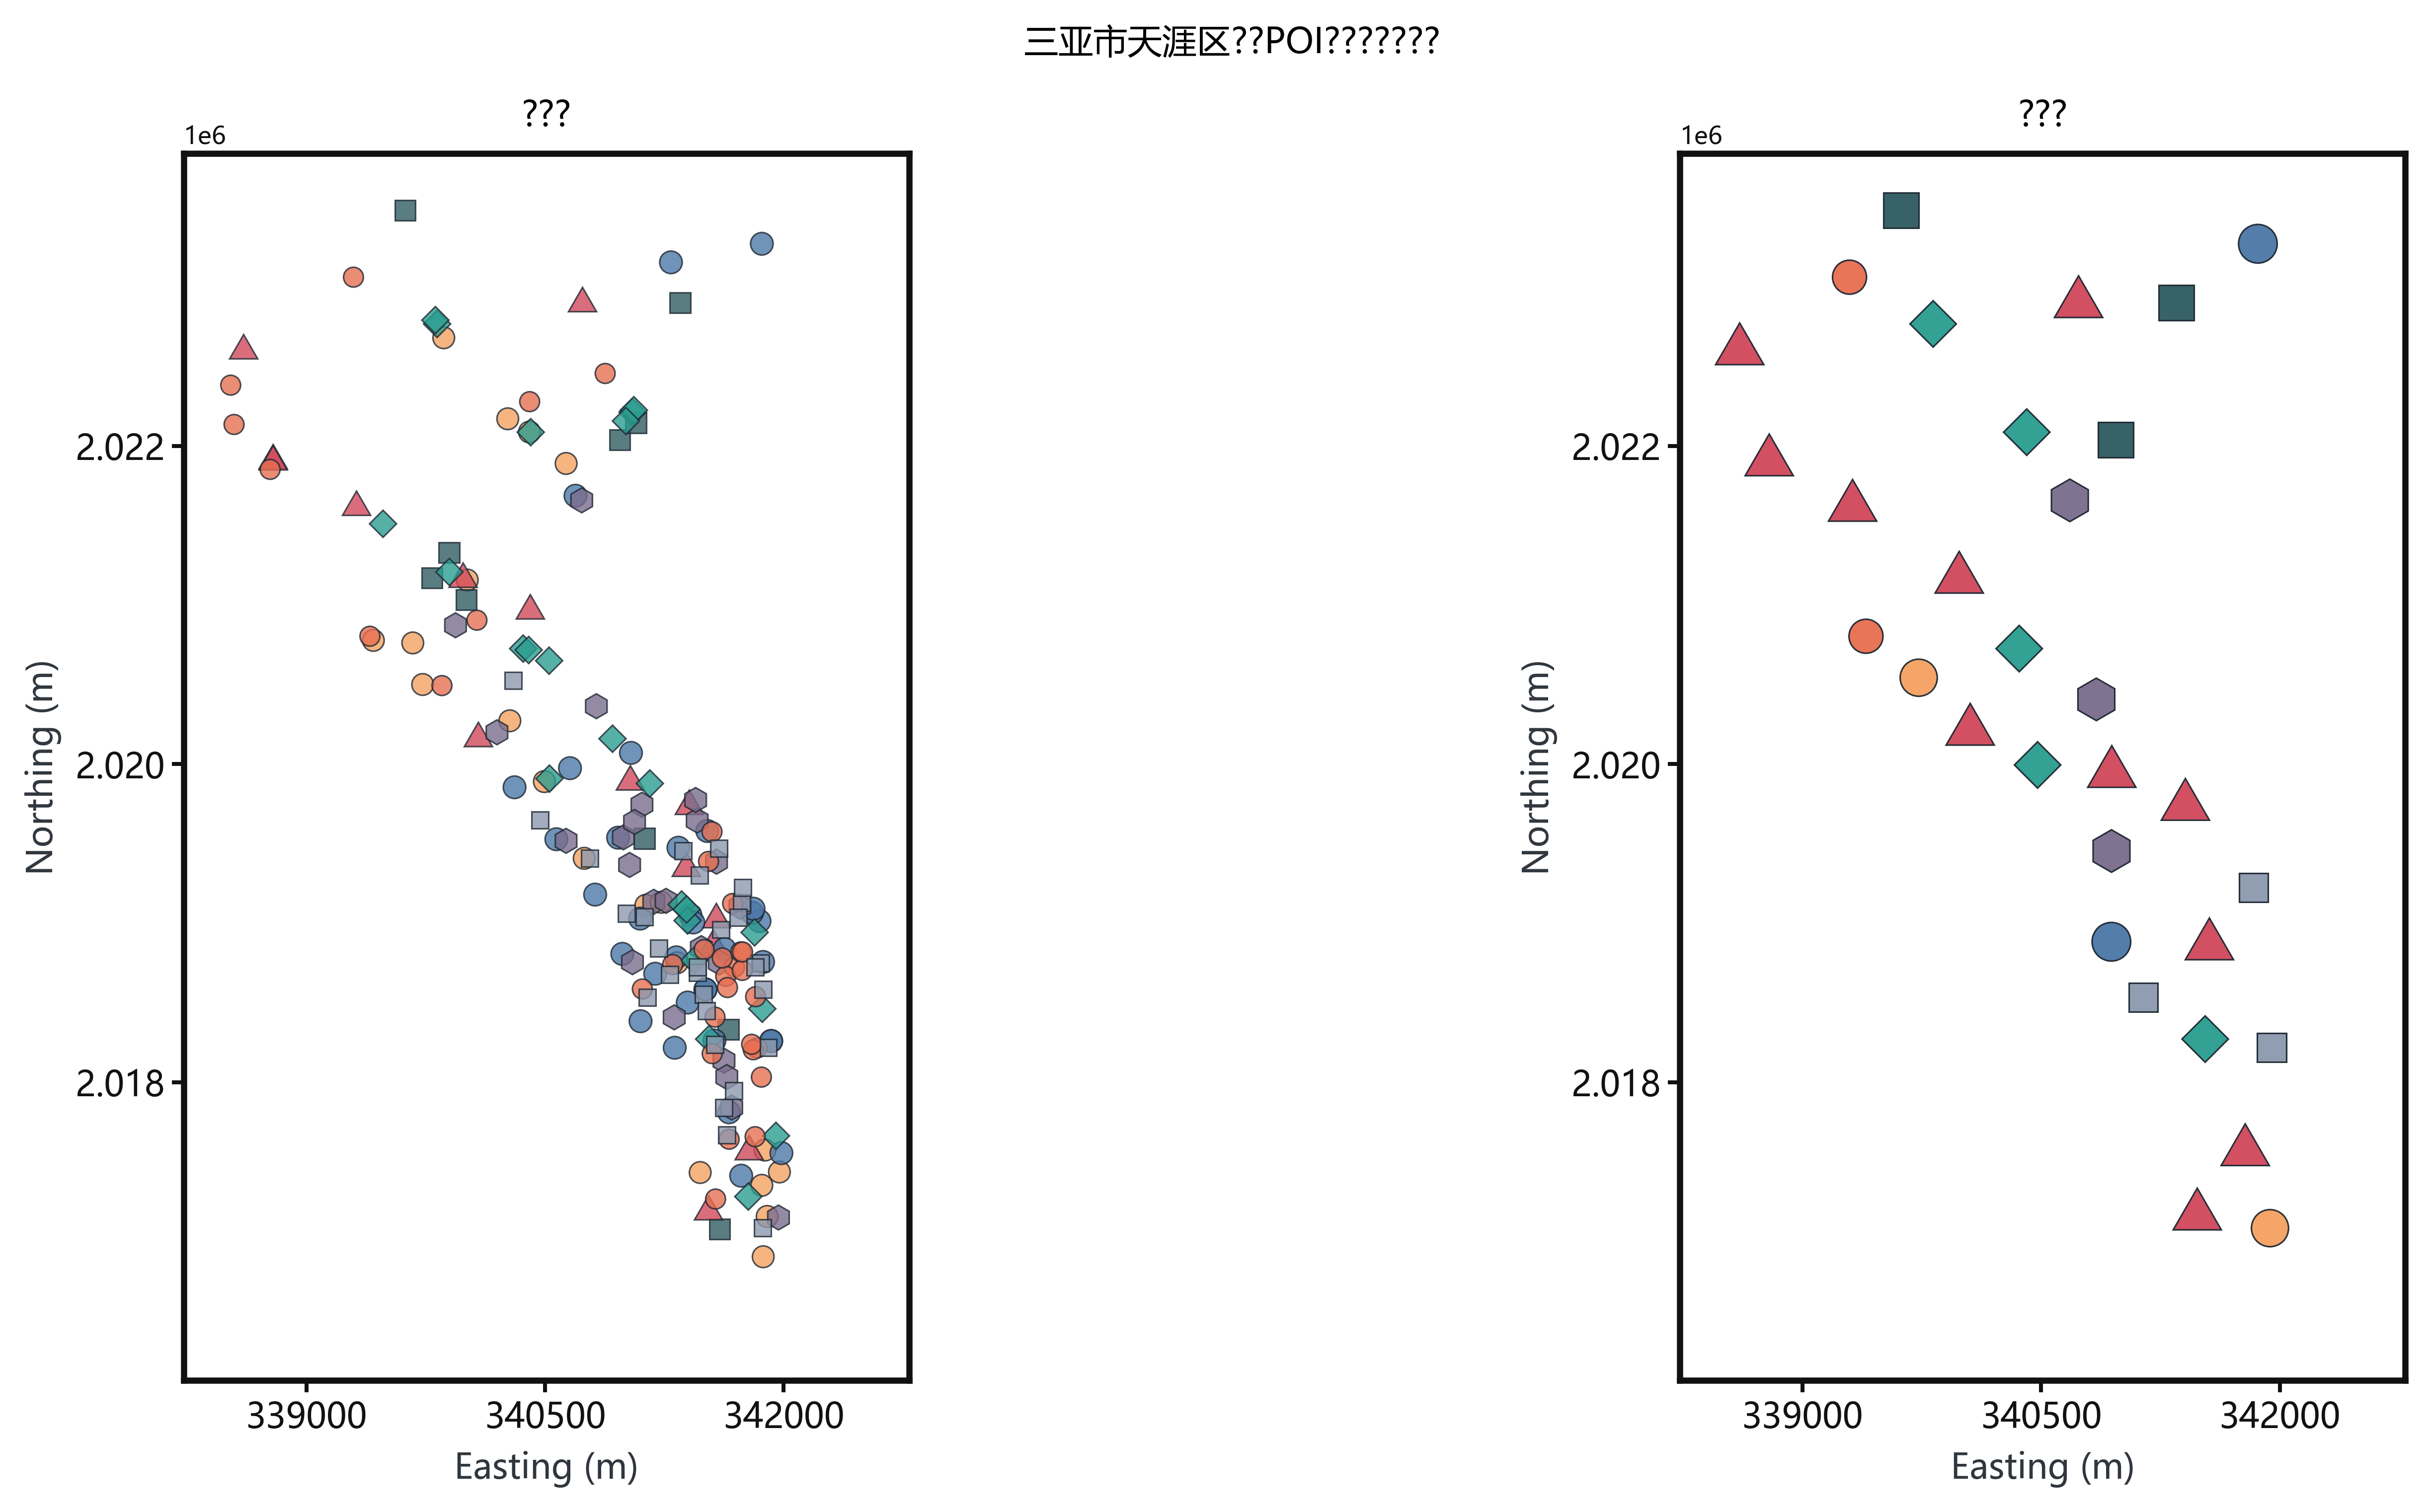 三亚市天涯区??POI???????
???
1e6
2.022
2.020
2.018
Northing (m)
339000 340500 342000
Easting (m)
???
1e6
2.022
2.020
2.018
Northing (m)
339000 340500 342000
Easting (m)